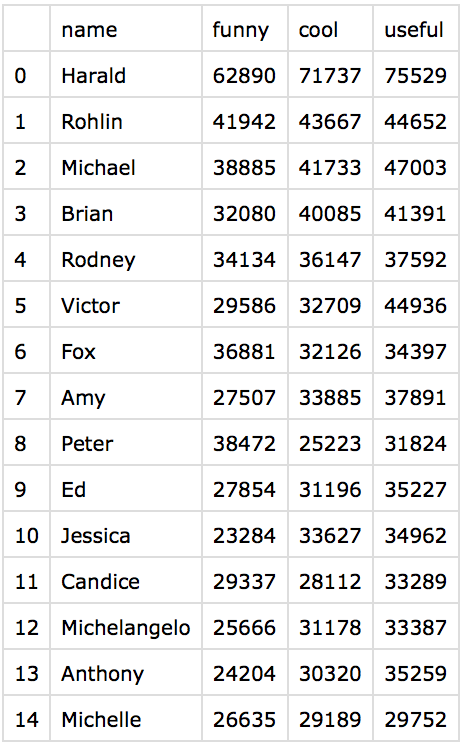 name funny cool useful
0 Harald 62890 71737 75529
1 Rohlin 41942 43667 44652
2 Michael 38885 41733 47003
3 Brian 32080 40085 41391
4 Rodney 34134 36147 37592
5 Victor 29586 32709 44936
6 Fox 36881 32126 34397
7 Amy 27507 33885 37891
8 Peter 38472 25223 31824
9 Ed 27854 31196 35227
10 Jessica 23284 33627 34962
11 Candice 29337 28112 33289
12 Michelangelo 25666 31178 33387
13 Anthony 24204 30320 35259
14 Michelle 26635 29189 29752